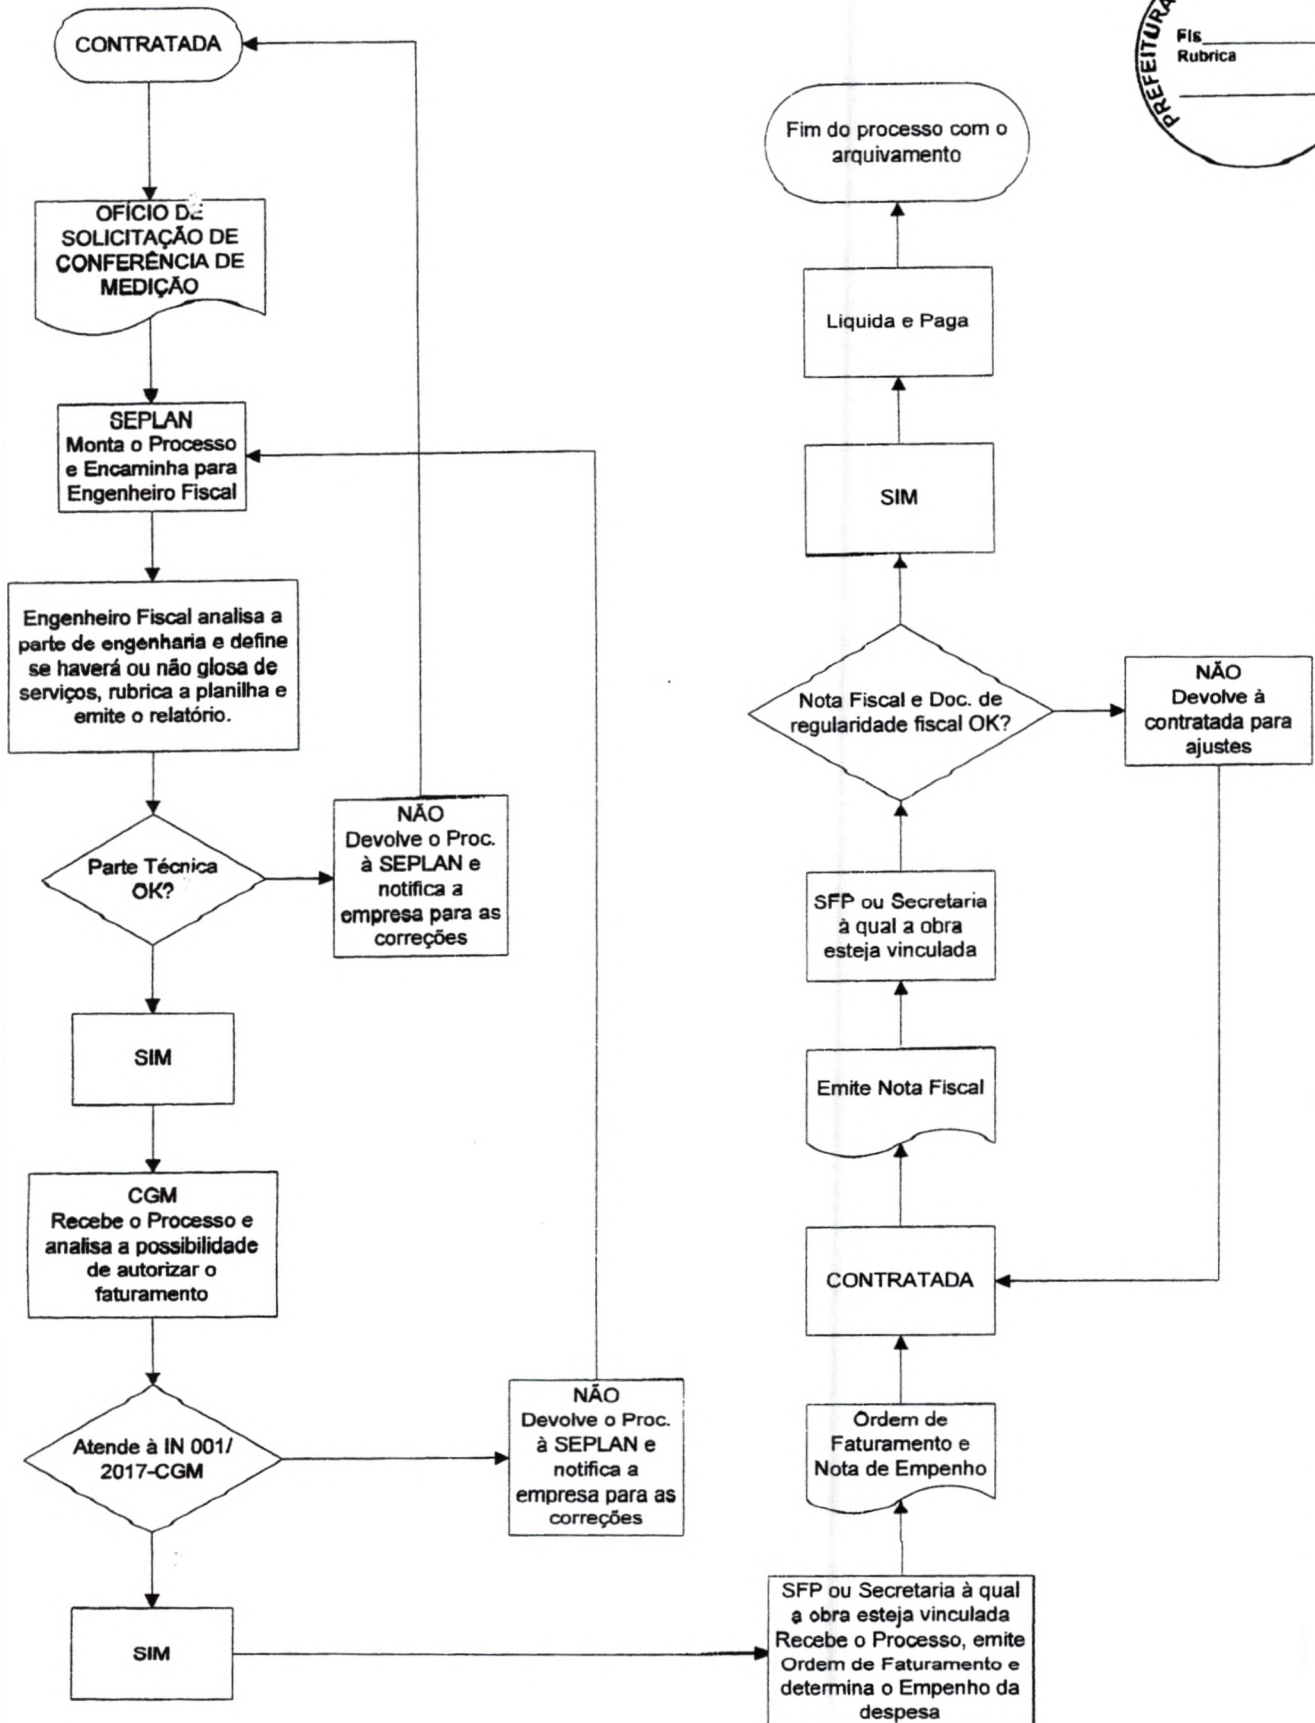 CONTRATADA
OFÍCIO DE
SOLICITAÇÃO DE
CONFERÊNCIA DE
MEDIÇÃO
SEPLAN
Monta o Processo
e Encaminha para
Engenheiro Fiscal
Engenheiro Fiscal analisa a
parte de engenharia e define
se haverá ou não glosa de
serviços, rubrica a planilha e
emite o relatório.
Parte Técnica
OK?
NÃO
Devolve o Proc.
à SEPLAN e
notifica a
empresa para as
correções
SIM
CGM
Recebe o Processo e
analisa a possibilidade
de autorizar o
faturamento
Atende à IN 001/
2017-CGM
NÃO
Devolve o Proc.
à SEPLAN e
notifica a
empresa para as
correções
SIM
SFP ou Secretaria à qual
a obra esteja vinculada
Recebe o Processo, emite
Ordem de Faturamento e
determina o Empenho da
despesa
Ordem de
Faturamento e
Nota de Empenho
CONTRATADA
Emite Nota Fiscal
SFP ou Secretaria
à qual a obra
esteja vinculada
Nota Fiscal e Doc. de
regularidade fiscal OK?
NÃO
Devolve à
contratada para
ajustes
SIM
Liquida e Paga
Fim do processo com o
arquivamento
PREFEITURA
Fls
Rubrica